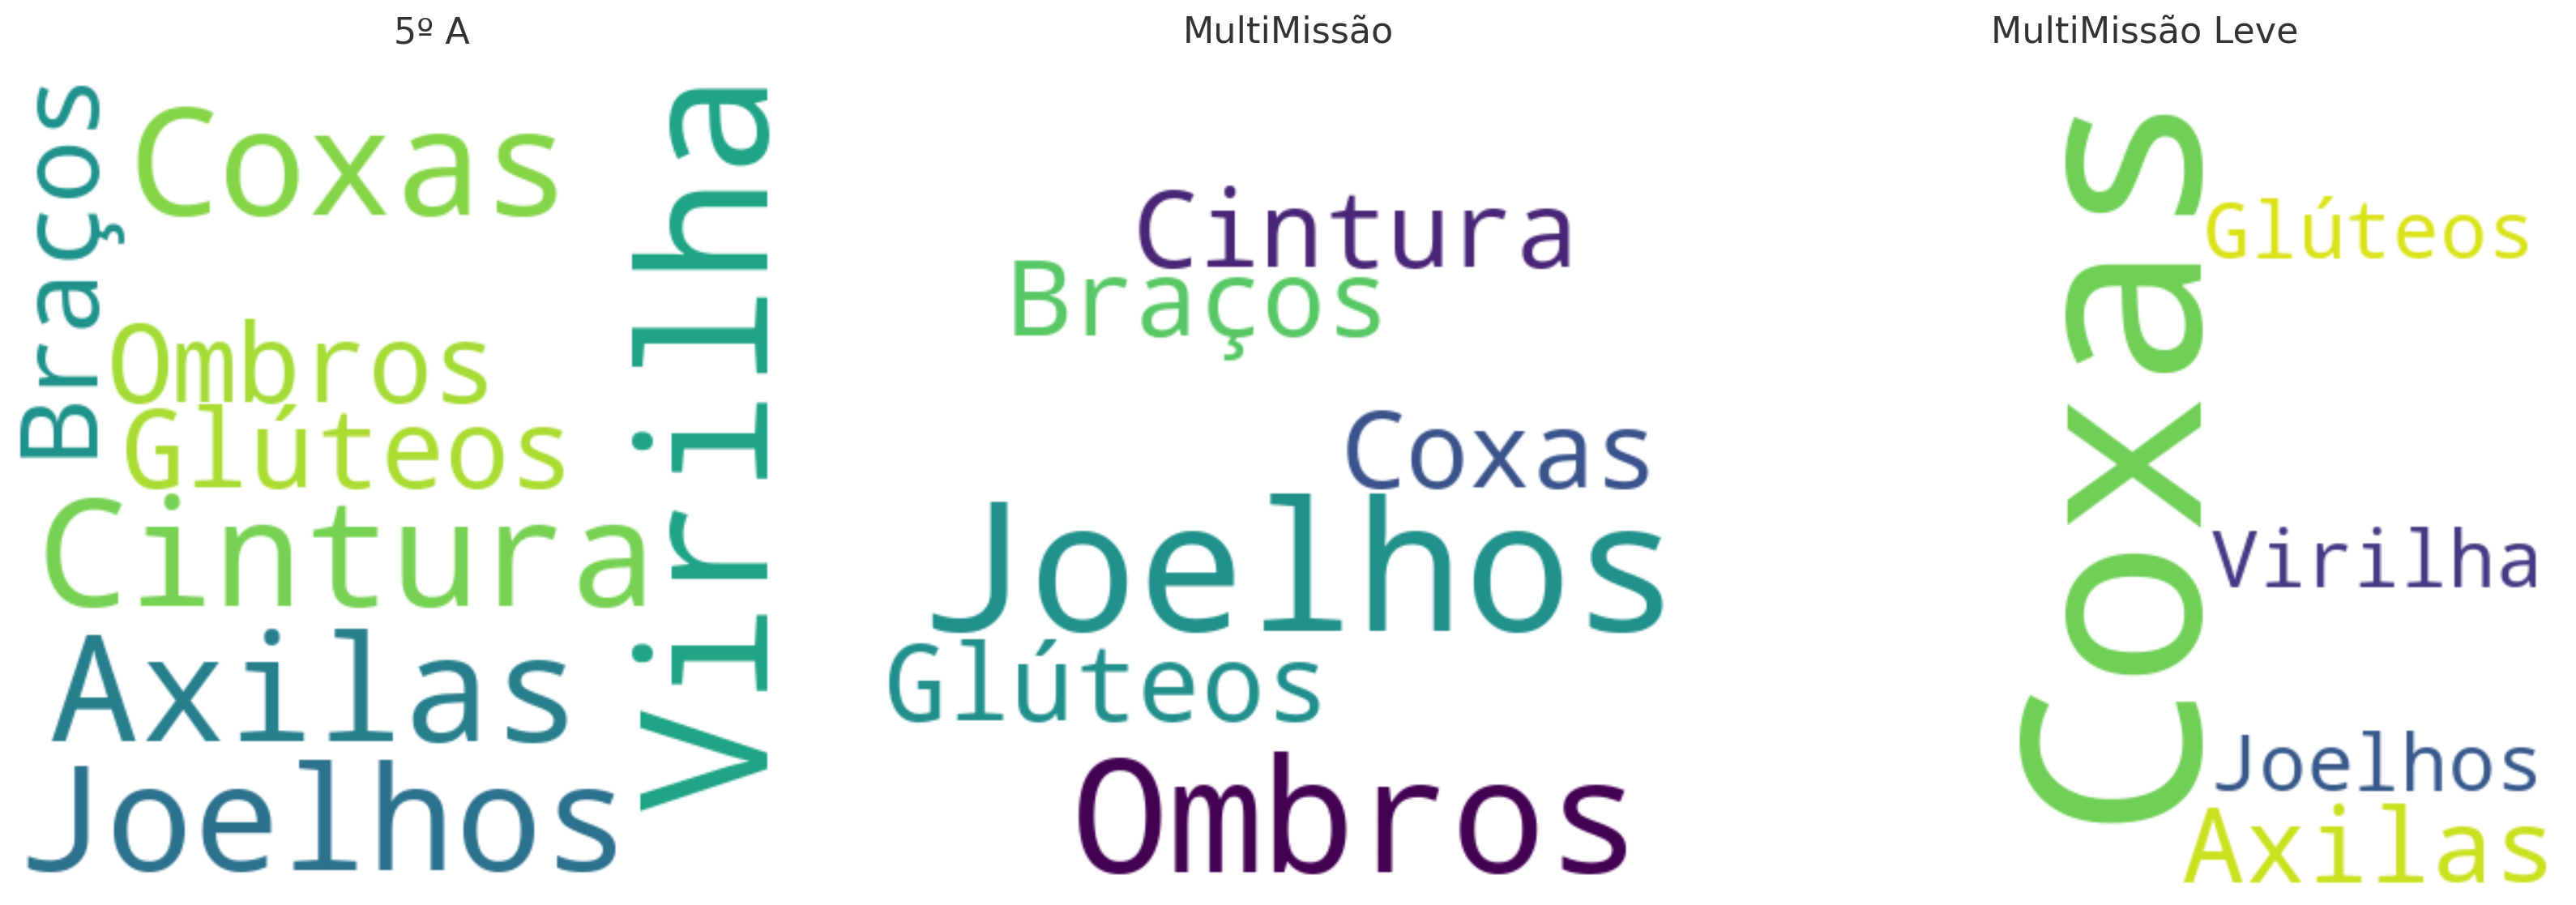 5º A
Braços
Coxas
Virilha
Ombros
Glúteos
Cintura
Axilas
Joelhos
MultiMissão
Cintura
Braços
Coxas
Joelhos
Glúteos
Ombros
MultiMissão Leve
Coxas
Glúteos
Virilha
Joelhos
Axilas